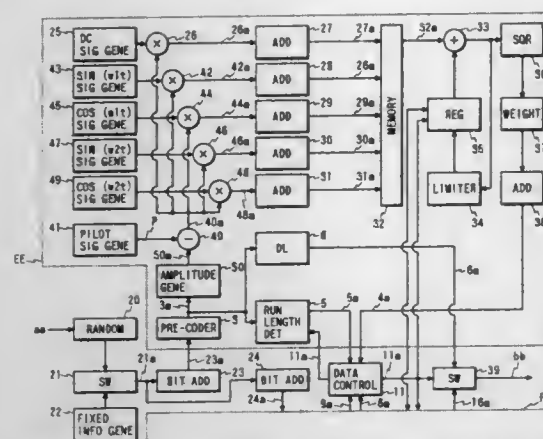 25
DC
SIG GENE
26
26a
ADD
27
27a
32a
33
SQR
43
SIN (w1t)
SIG GENE
42
42a
ADD
28
28a
45
COS (w1t)
SIG GENE
44
44a
ADD
29
29a
MEMORY
REG
35
WEIGHT
47
SIN (w2t)
SIG GENE
46
46a
ADD
30
30a
49
COS (w2t)
SIG GENE
48
48a
ADD
31
31a
32
LIMITER
34
ADD
41
PILOT
SIG GENE
P
40a
40
50a
EE
AMPLITUDE
GENE
50
DL
6
6a
3a
20
aa
RANDOM
PRE-CODER
3
RUN
LENGTH
DET
5
5a
4a
23a
11a
21
SW
21a
BIT ADD
23
24
BIT ADD
24a
DATA
CONTROL
11
11a
SW
39
bb
22
FIXED
INFO GENE
9a
8a
16a